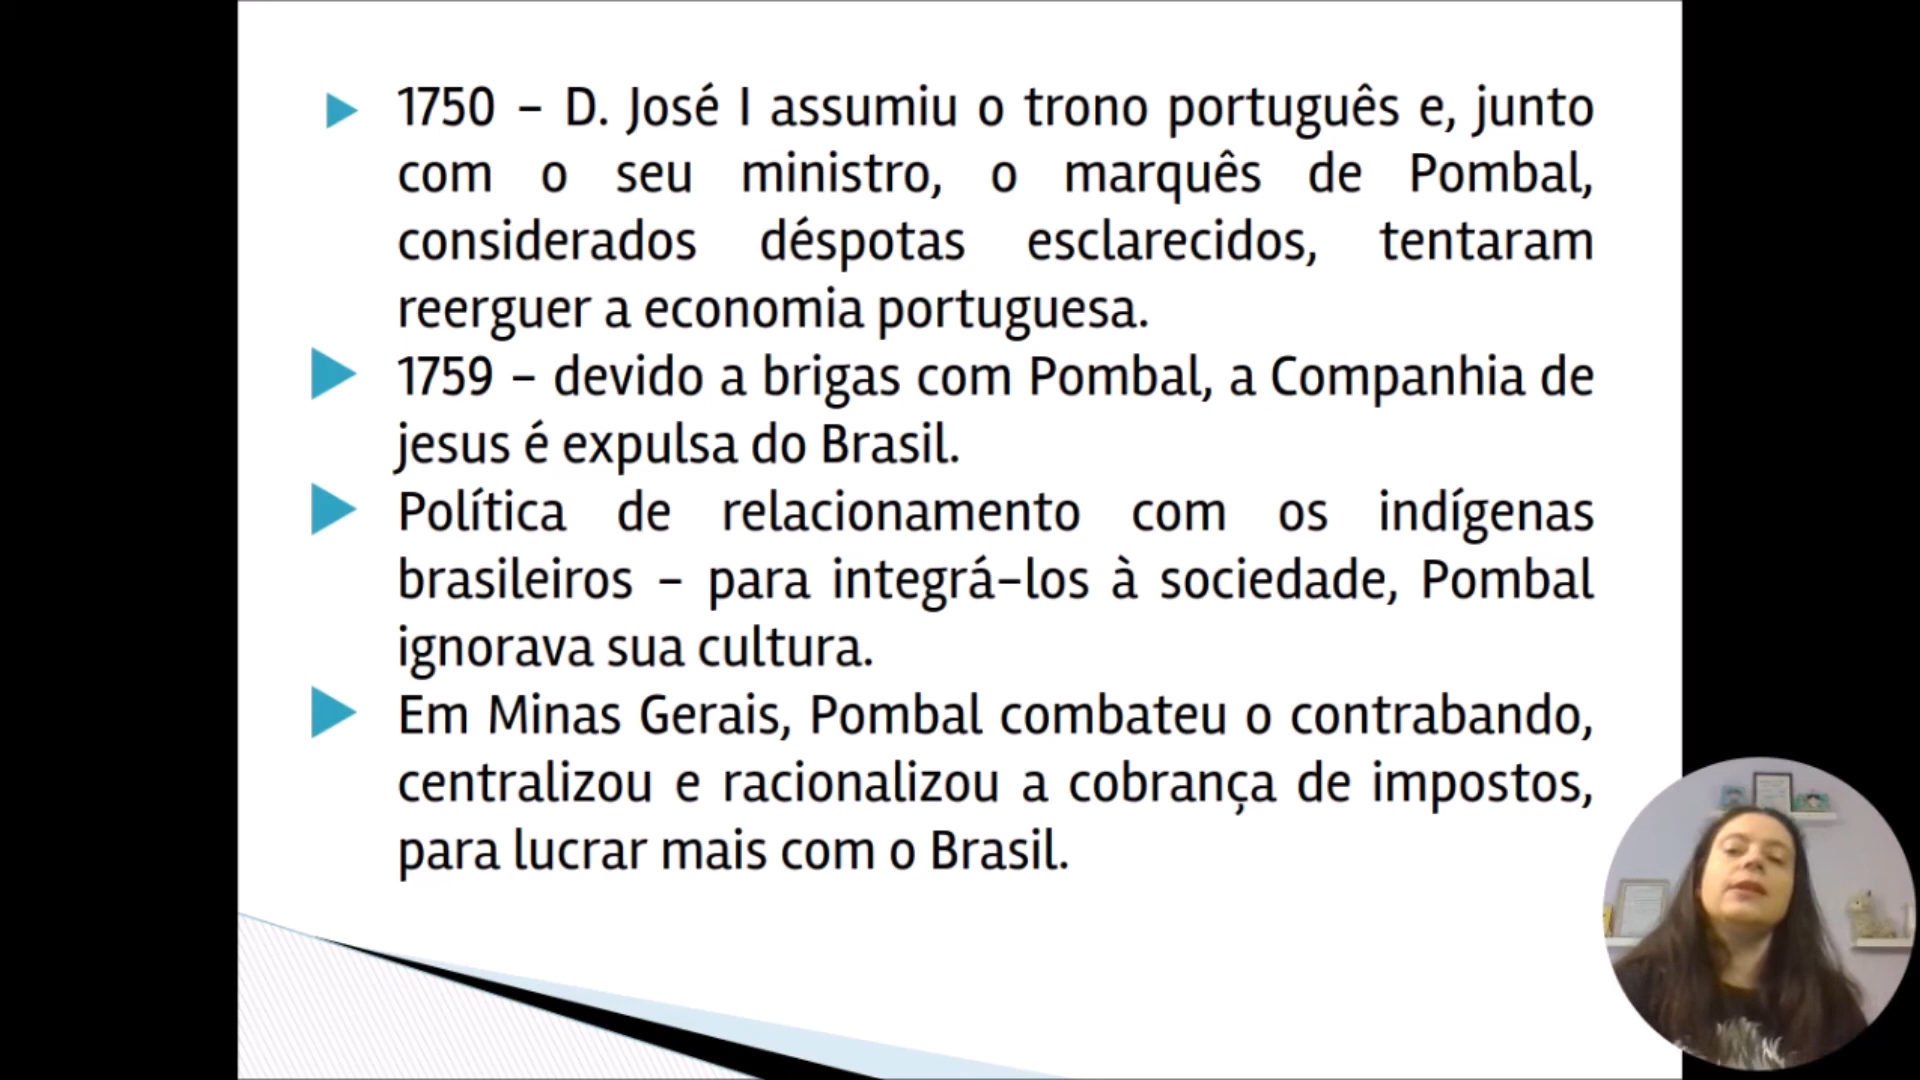 1750 – D. José I assumiu o trono português e, junto
com o seu ministro, o marquês de Pombal,
considerados déspotas esclarecidos, tentaram
reerguer a economia portuguesa.
1759 – devido a brigas com Pombal, a Companhia de
jesus é expulsa do Brasil.
Política de relacionamento com os indígenas
brasileiros – para integrá-los à sociedade, Pombal
ignorava sua cultura.
Em Minas Gerais, Pombal combateu o contrabando,
centralizou e racionalizou a cobrança de impostos,
para lucrar mais com o Brasil.